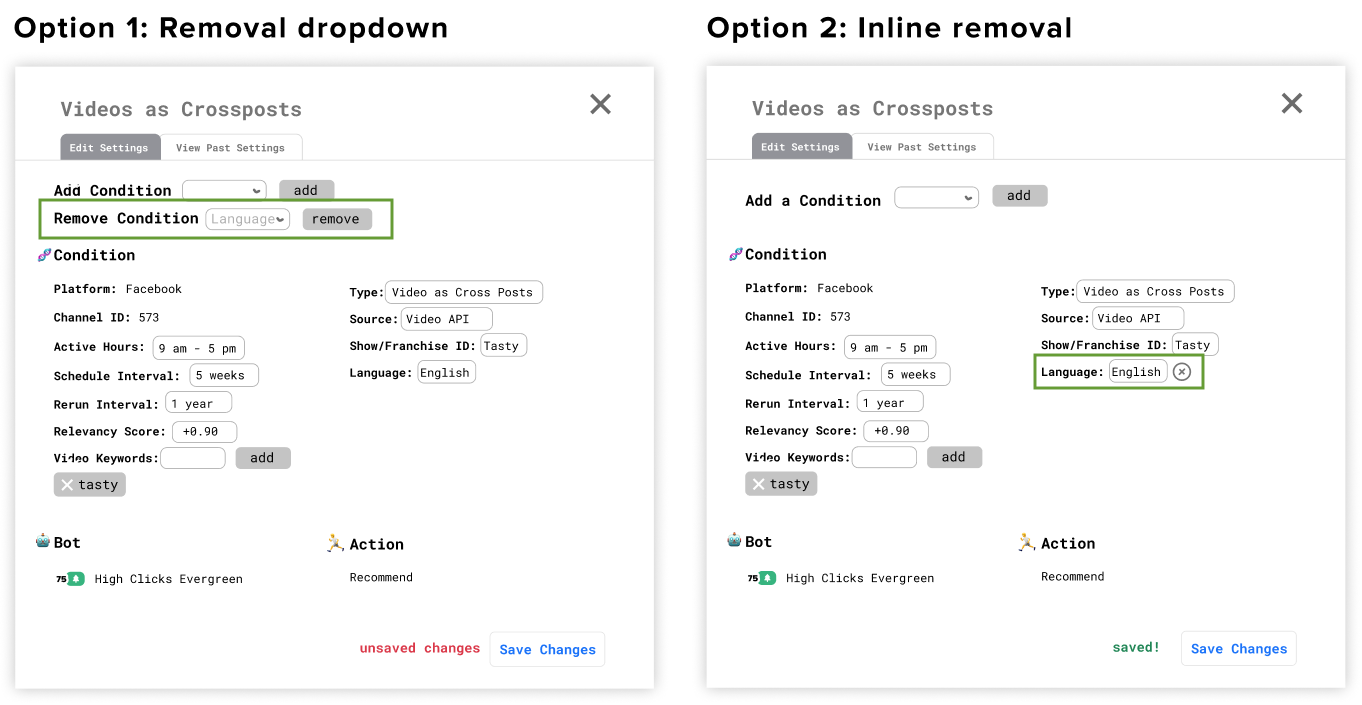 Option 1: Removal dropdown
Videos as Crossposts
Edit Settings View Past Settings
Add Condition add
Remove Condition Language remove
Condition
Platform: Facebook
Channel ID: 573
Active Hours: 9 am - 5 pm
Schedule Interval: 5 weeks
Rerun Interval: 1 year
Relevancy Score: +0.90
Video Keywords: add
tasty
Type: Video as Cross Posts
Source: Video API
Show/Franchise ID: Tasty
Language: English
Bot
75 High Clicks Evergreen
Action
Recommend
unsaved changes Save Changes
Option 2: Inline removal
Videos as Crossposts
Edit Settings View Past Settings
Add a Condition add
Condition
Platform: Facebook
Channel ID: 573
Active Hours: 9 am - 5 pm
Schedule Interval: 5 weeks
Rerun Interval: 1 year
Relevancy Score: +0.90
Video Keywords: add
tasty
Type: Video as Cross Posts
Source: Video API
Show/Franchise ID: Tasty
Language: English
Bot
75 High Clicks Evergreen
Action
Recommend
saved! Save Changes